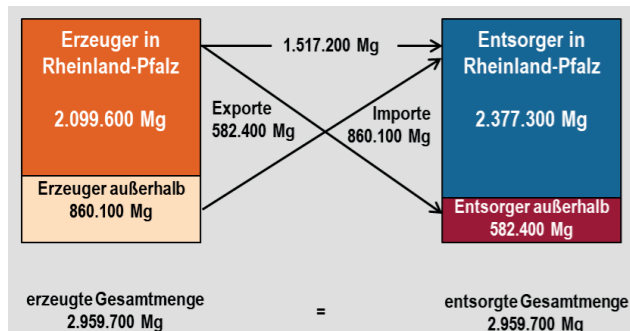 Erzeuger in
Rheinland-Pfalz
2.099.600 Mg
Erzeuger außerhalb
860.100 Mg
1.517.200 Mg
Exporte
582.400 Mg
Importe
860.100 Mg
Entsorger in
Rheinland-Pfalz
2.377.300 Mg
Entsorger außerhalb
582.400 Mg
erzeugte Gesamtmenge
2.959.700 Mg
=
entsorgte Gesamtmenge
2.959.700 Mg